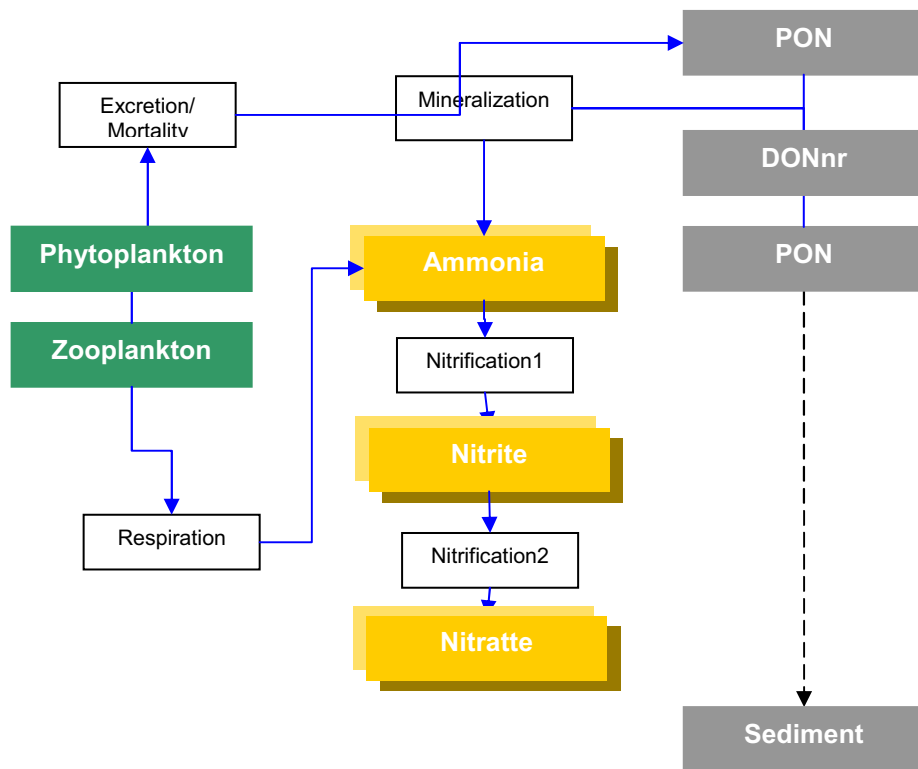 PON
Mineralization
Excretion/
Mortality
DONnr
Phytoplankton
Ammonia
PON
Zooplankton
Nitrification1
Nitrite
Respiration
Nitrification2
Nitratte
Sediment